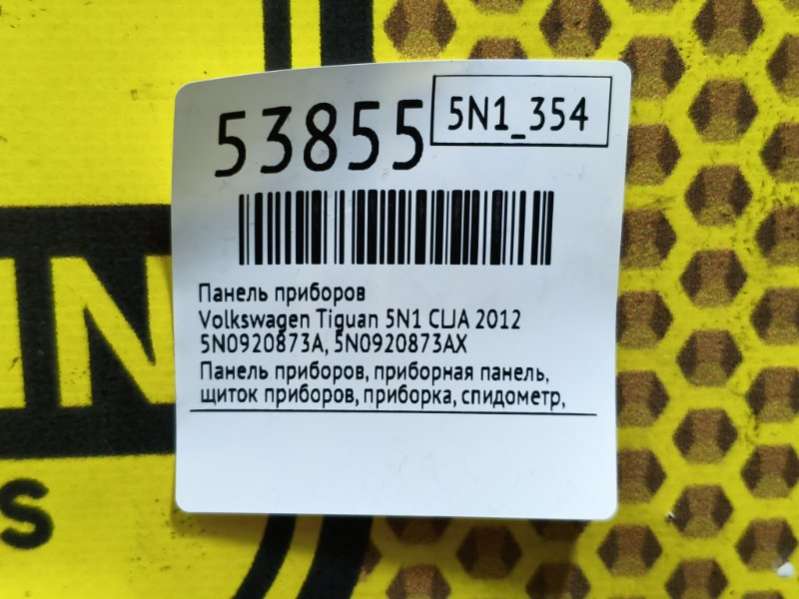 53855
5N1_354
Панель приборов
Volkswagen Tiguan 5N1 CLJA 2012
5N0920873A, 5N0920873AX
Панель приборов, приборная панель,
щиток приборов, приборка, спидометр,
IN
S